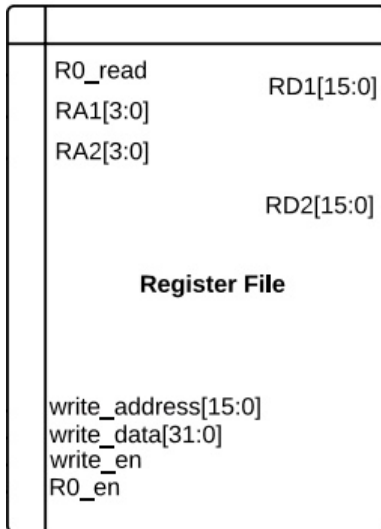 R0_read
RD1[15:0]
RA1[3:0]
RA2[3:0]
RD2[15:0]
Register File
write_address[15:0]
write_data[31:0]
write_en
R0_en